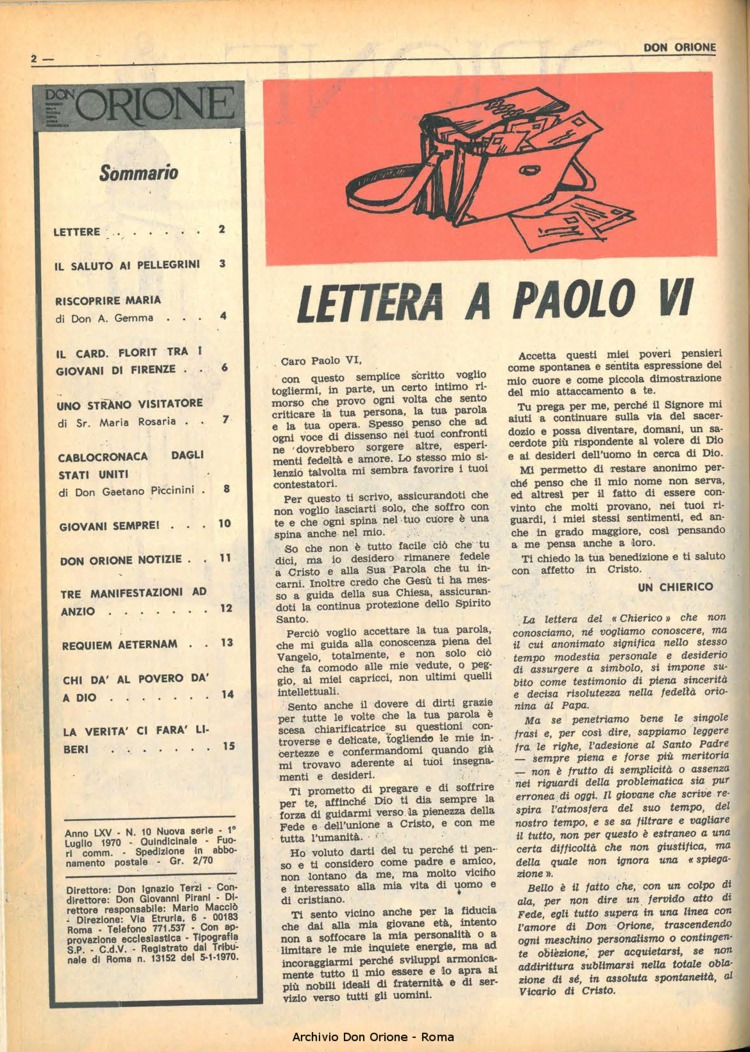 2 —
DON ORIONE
DON ORIONE
Sommario
LETTERE . . . . . . . 2
IL SALUTO AI PELLEGRINI 3
RISCOPRIRE MARIA
di Don A. Gemma . . . 4
IL CARD. FLORIT TRA I
GIOVANI DI FIRENZE . . 6
UNO STRANO VISITATORE
di Sr. Maria Rosaria . . 7
CABLOCRONACA DAGLI
STATI UNITI
di Don Gaetano Piccinini . 8
GIOVANI SEMPRE! . . . 10
DON ORIONE NOTIZIE . . 11
TRE MANIFESTAZIONI AD
ANZIO . . . . . . . 12
REQUIEM AETERNAM . . 13
CHI DA' AL POVERO DA'
A DIO . . . . . . . 14
LA VERITA' CI FARA' LI-
BERI . . . . . . . 15
Anno LXV - N. 10 Nuova serie - 1°
Luglio 1970 - Quindicinale - Fuo-
ri comm. - Spedizione in abbo-
namento postale - Gr. 2/70
Direttore: Don Ignazio Terzi - Con-
direttore: Don Giovanni Pirani - Di-
rettore responsabile: Mario Macciò
- Direzione: Via Etruria, 6 - 00183
Roma - Telefono 771.537 - Con ap-
provazione ecclesiastica - Tipografia
S.P. - C.d.V. - Registrato dal Tribu-
nale di Roma n. 13152 del 5-1-1970.
LETTERA A PAOLO VI
Caro Paolo VI,
con questo semplice scritto voglio
togliermi, in parte, un certo intimo ri-
morso che provo ogni volta che sento
criticare la tua persona, la tua parola
e la tua opera. Spesso penso che ad
ogni voce di dissenso nei tuoi confronti
ne dovrebbero sorgere altre, esperi-
menti fedeltà e amore. Lo stesso mio si-
lenzio talvolta mi sembra favorire i tuoi
contestatori.
Per questo ti scrivo, assicurandoti che
non voglio lasciarti solo, che soffro con
te e che ogni spina nel tuo cuore è una
spina anche nel mio.
So che non è tutto facile ciò che tu
dici, ma io desidero rimanere fedele
a Cristo e alla Sua Parola che tu in-
carni. Inoltre credo che Gesù ti ha mes-
so a guida della sua Chiesa, assicuran-
doti la continua protezione dello Spirito
Santo.
Perciò voglio accettare la tua parola,
che mi guida alla conoscenza piena del
Vangelo, totalmente, e non solo ciò
che fa comodo alle mie vedute, o peg-
gio, ai miei capricci, non ultimi quelli
intellettuali.
Sento anche il dovere di dirti grazie
per tutte le volte che la tua parola è
scesa chiarificatrice su questioni con-
troverse e delicate, togliendo le mie in-
certezze e confermandomi quando già
mi trovavo aderente ai tuoi insegna-
menti e desideri.
Ti prometto di pregare e di soffrire
per te, affinché Dio ti dia sempre la
forza di guidarmi verso la pienezza della
Fede e dell'unione a Cristo, e con me
tutta l'umanità.
Ho voluto darti del tu perché ti pen-
so e ti considero come padre e amico,
non lontano da me, ma molto vicino
e interessato alla mia vita di uomo e
di cristiano.
Ti sento vicino anche per la fiducia
che dai alla mia giovane età, intento
non a soffocare la mia personalità o a
limitare le mie inquiete energie, ma ad
incoraggiarmi perché sviluppi armonica-
mente tutto il mio essere e lo apra ai
più nobili ideali di fraternità e di ser-
vizio verso tutti gli uomini.
Accetta questi miei poveri pensieri
come spontanea e sentita espressione del
mio cuore e come piccola dimostrazione
del mio attaccamento a te.
Tu prega per me, perché il Signore mi
aiuti a continuare sulla via del sacer-
dozio e possa diventare, domani, un sa-
cerdote più rispondente al volere di Dio
e ai desideri dell'uomo in cerca di Dio.
Mi permetto di restare anonimo per-
ché penso che il mio nome non serva,
ed altresì per il fatto di essere con-
vinto che molti provano, nei tuoi ri-
guardi, i miei stessi sentimenti, ed an-
che in grado maggiore, così pensando
a me pensa anche a loro.
Ti chiedo la tua benedizione e ti saluto
con affetto in Cristo.
UN CHIERICO
La lettera del « Chierico » che non
conosciamo, né vogliamo conoscere, ma
il cui anonimato significa nello stesso
tempo modestia personale e desiderio
di assurgere a simbolo, si impone su-
bito come testimonio di piena sincerità
e decisa risolutezza nella fedeltà orio-
nina al Papa.
Ma se penetriamo bene le singole
frasi e, per così dire, sappiamo leggere
fra le righe, l'adesione al Santo Padre
— sempre piena e forse più meritoria
— non è frutto di semplicità o assenza
nei riguardi della problematica sia pur
erronea di oggi. Il giovane che scrive re-
spira l'atmosfera del suo tempo, del
nostro tempo, e se sa filtrare e vagliare
il tutto, non per questo è estraneo a una
certa difficoltà che non giustifica, ma
della quale non ignora una « spiega-
zione ».
Bello è il fatto che, con un colpo di
ala, per non dire un fervido atto di
Fede, egli tutto supera in una linea con
l'amore di Don Orione, trascendendo
ogni meschino personalismo o contingen-
te obièzione, per acquietarsi, se non
addirittura sublimarsi nella totale obla-
zione di sé, in assoluta spontaneità, al
Vicario di Cristo.
Archivio Don Orione - Roma